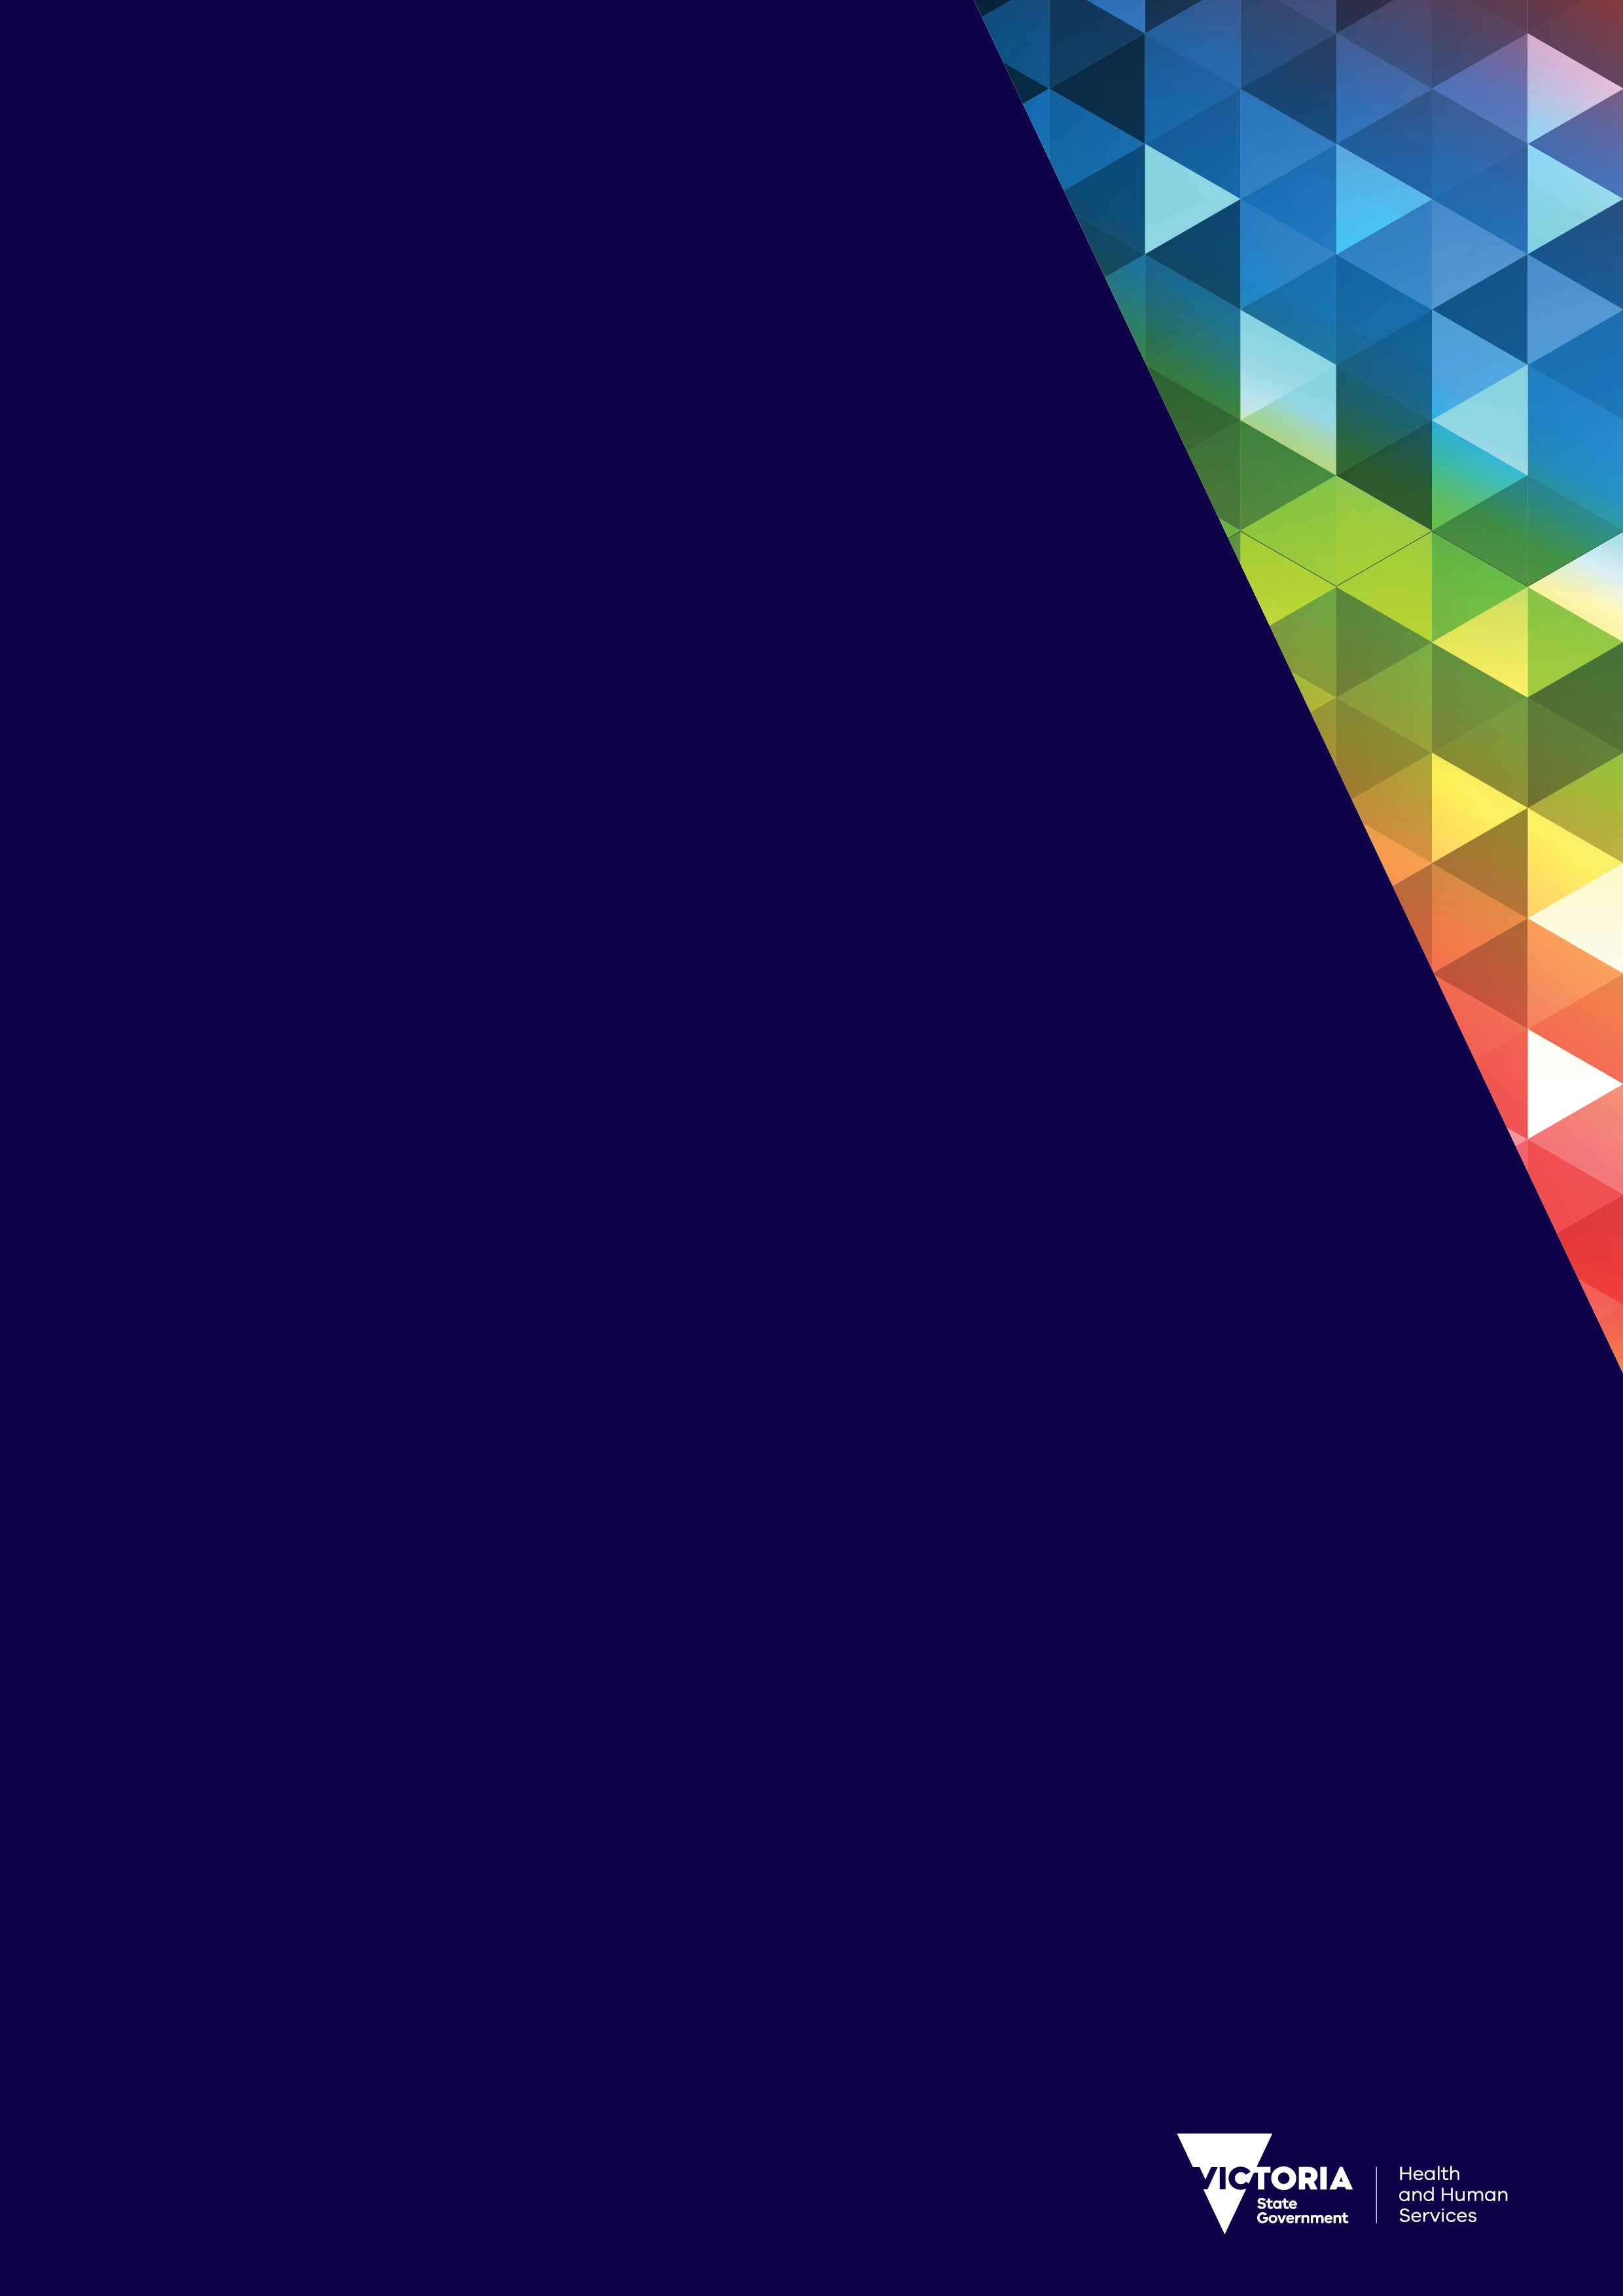 VICTORIA
State
Government
Health
and Human
Services